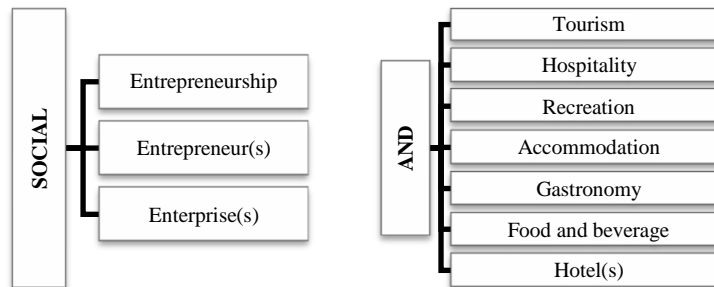 SOCIAL
Entrepreneurship
Entrepreneur(s)
Enterprise(s)
AND
Tourism
Hospitality
Recreation
Accommodation
Gastronomy
Food and beverage
Hotel(s)